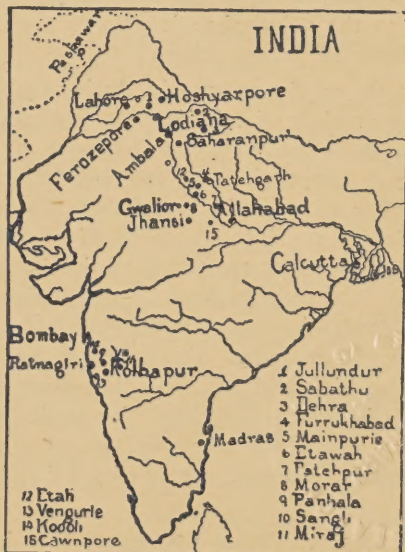 INDIA
Peshawar
Lahore
Hoshyarpore
Lodiana
Ferozepore
Ambala
Saharanpur
Fatehgarh
Gwalior
Allahabad
Jhansi
15
Calcutta
Bombay
Ratnagiri
Kolhapur
Madras
1 Jullundur
2 Sabathu
3 Dehra
4 Furrukhabad
5 Mainpurie
6 Etawah
7 Fatehpur
8 Morar
9 Panhala
10 Sangli
11 Miraj
12 Etah
13 Vengurle
14 Kodoli
15 Cawnpore